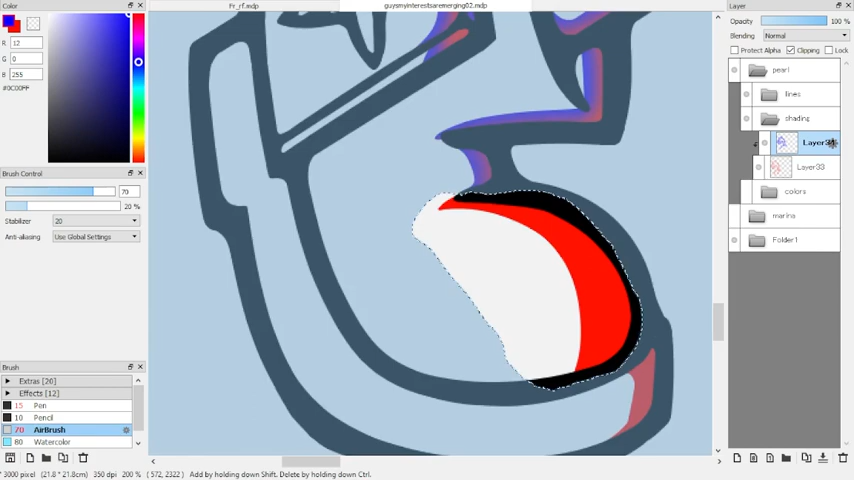 Color
Fr_rf.mdp
guysmyinterestsaremerging02.mdp
Layer
R
12
G
0
B
255
#0C00FF
Opacity
100 %
Blending
Normal
Protect Alpha
Clipping
Lock
pearl
lines
shading
Layer33
colors
marina
Folder1
Brush Control
70
20 %
Stabilizer
20
Anti-aliasing
Use Global Settings
Brush
Extras [20]
Effects [12]
15 Pen
10 Pencil
70 AirBrush
80 Watercolor
* 3000 pixel (21.8 * 21.8cm) 350 dpi 200 % ( 572, 2322 ) Add by holding down Shift. Delete by holding down Ctrl.